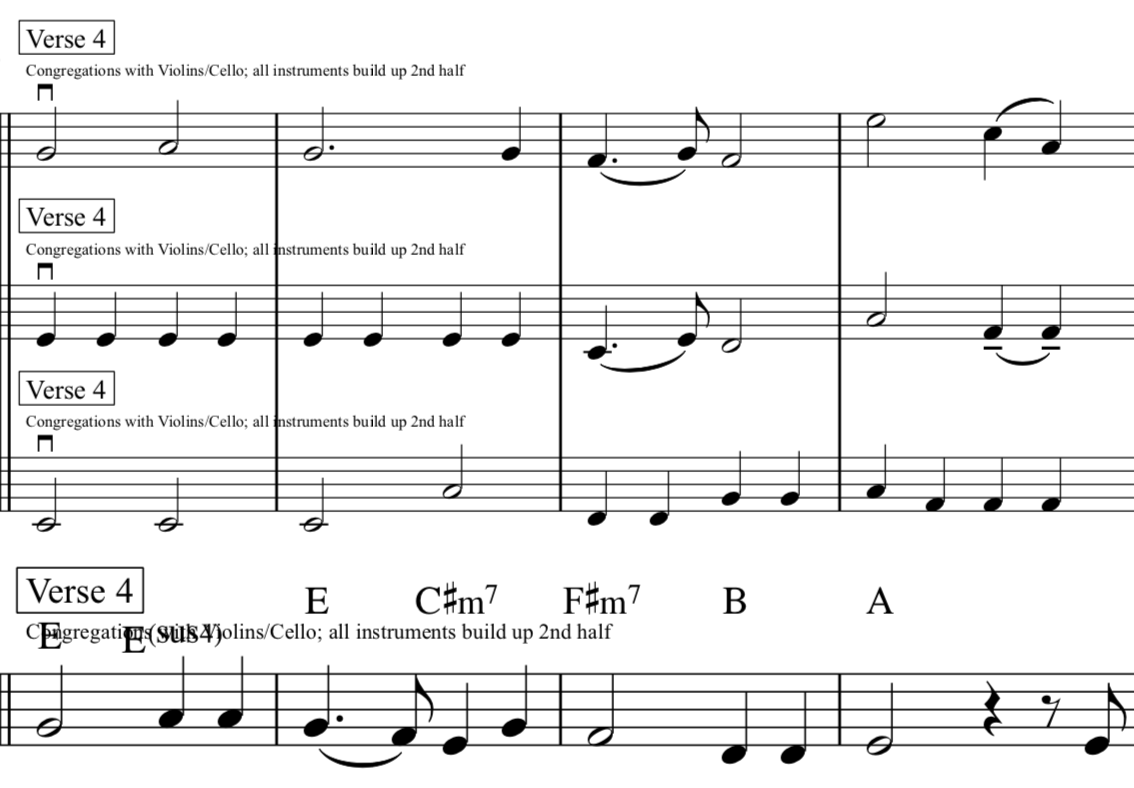 Verse 4
Congregations with Violins/Cello; all instruments build up 2nd half
Verse 4
Congregations with Violins/Cello; all instruments build up 2nd half
Verse 4
Congregations with Violins/Cello; all instruments build up 2nd half
Verse 4
E C♯m7 F♯m7 B A
Congregations with Violins/Cello; all instruments build up 2nd half
E E(sus4)